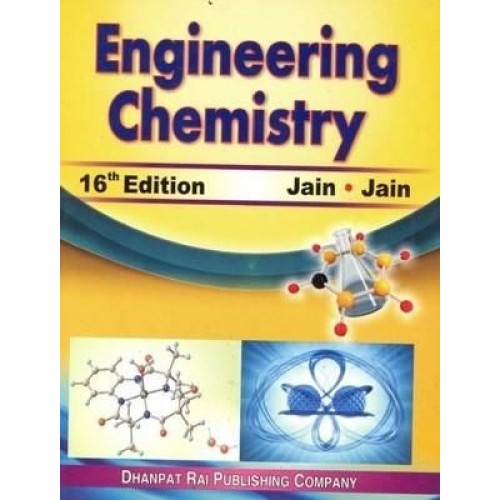 Engineering
Chemistry
16th Edition Jain • Jain
DHANPAT RAI PUBLISHING COMPANY